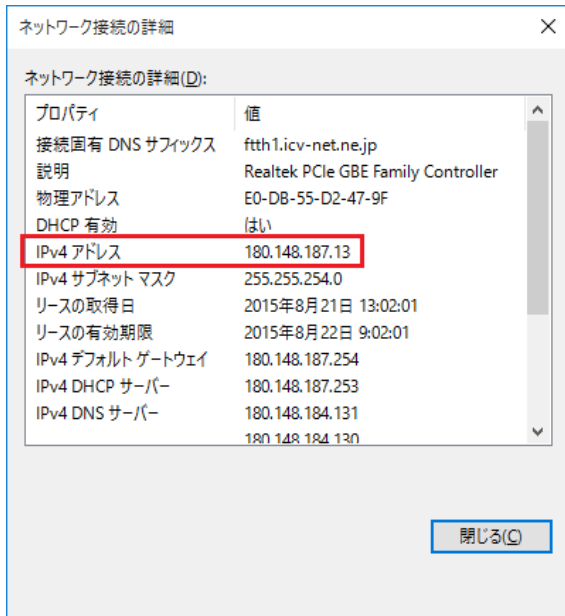 ネットワーク接続の詳細
ネットワーク接続の詳細(D):
プロパティ 値
接続固有 DNS サフィックス ftth1.icv-net.ne.jp
説明 Realtek PCIe GBE Family Controller
物理アドレス E0-DB-55-D2-47-9F
DHCP 有効 はい
IPv4 アドレス 180.148.187.13
IPv4 サブネット マスク 255.255.254.0
リースの取得日 2015年8月21日 13:02:01
リースの有効期限 2015年8月22日 9:02:01
IPv4 デフォルト ゲートウェイ 180.148.187.254
IPv4 DHCP サーバー 180.148.187.253
IPv4 DNS サーバー 180.148.184.131
180.148.184.130
閉じる(C)